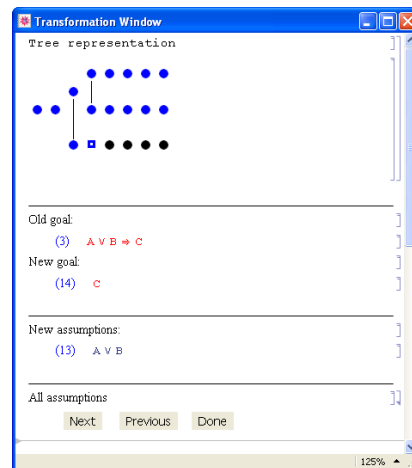 Transformation Window
Tree representation
Old goal:
(3) A ∨ B ⇒ C
New goal:
(14) C
New assumptions:
(13) A ∨ B
All assumptions
Next Previous Done
125%